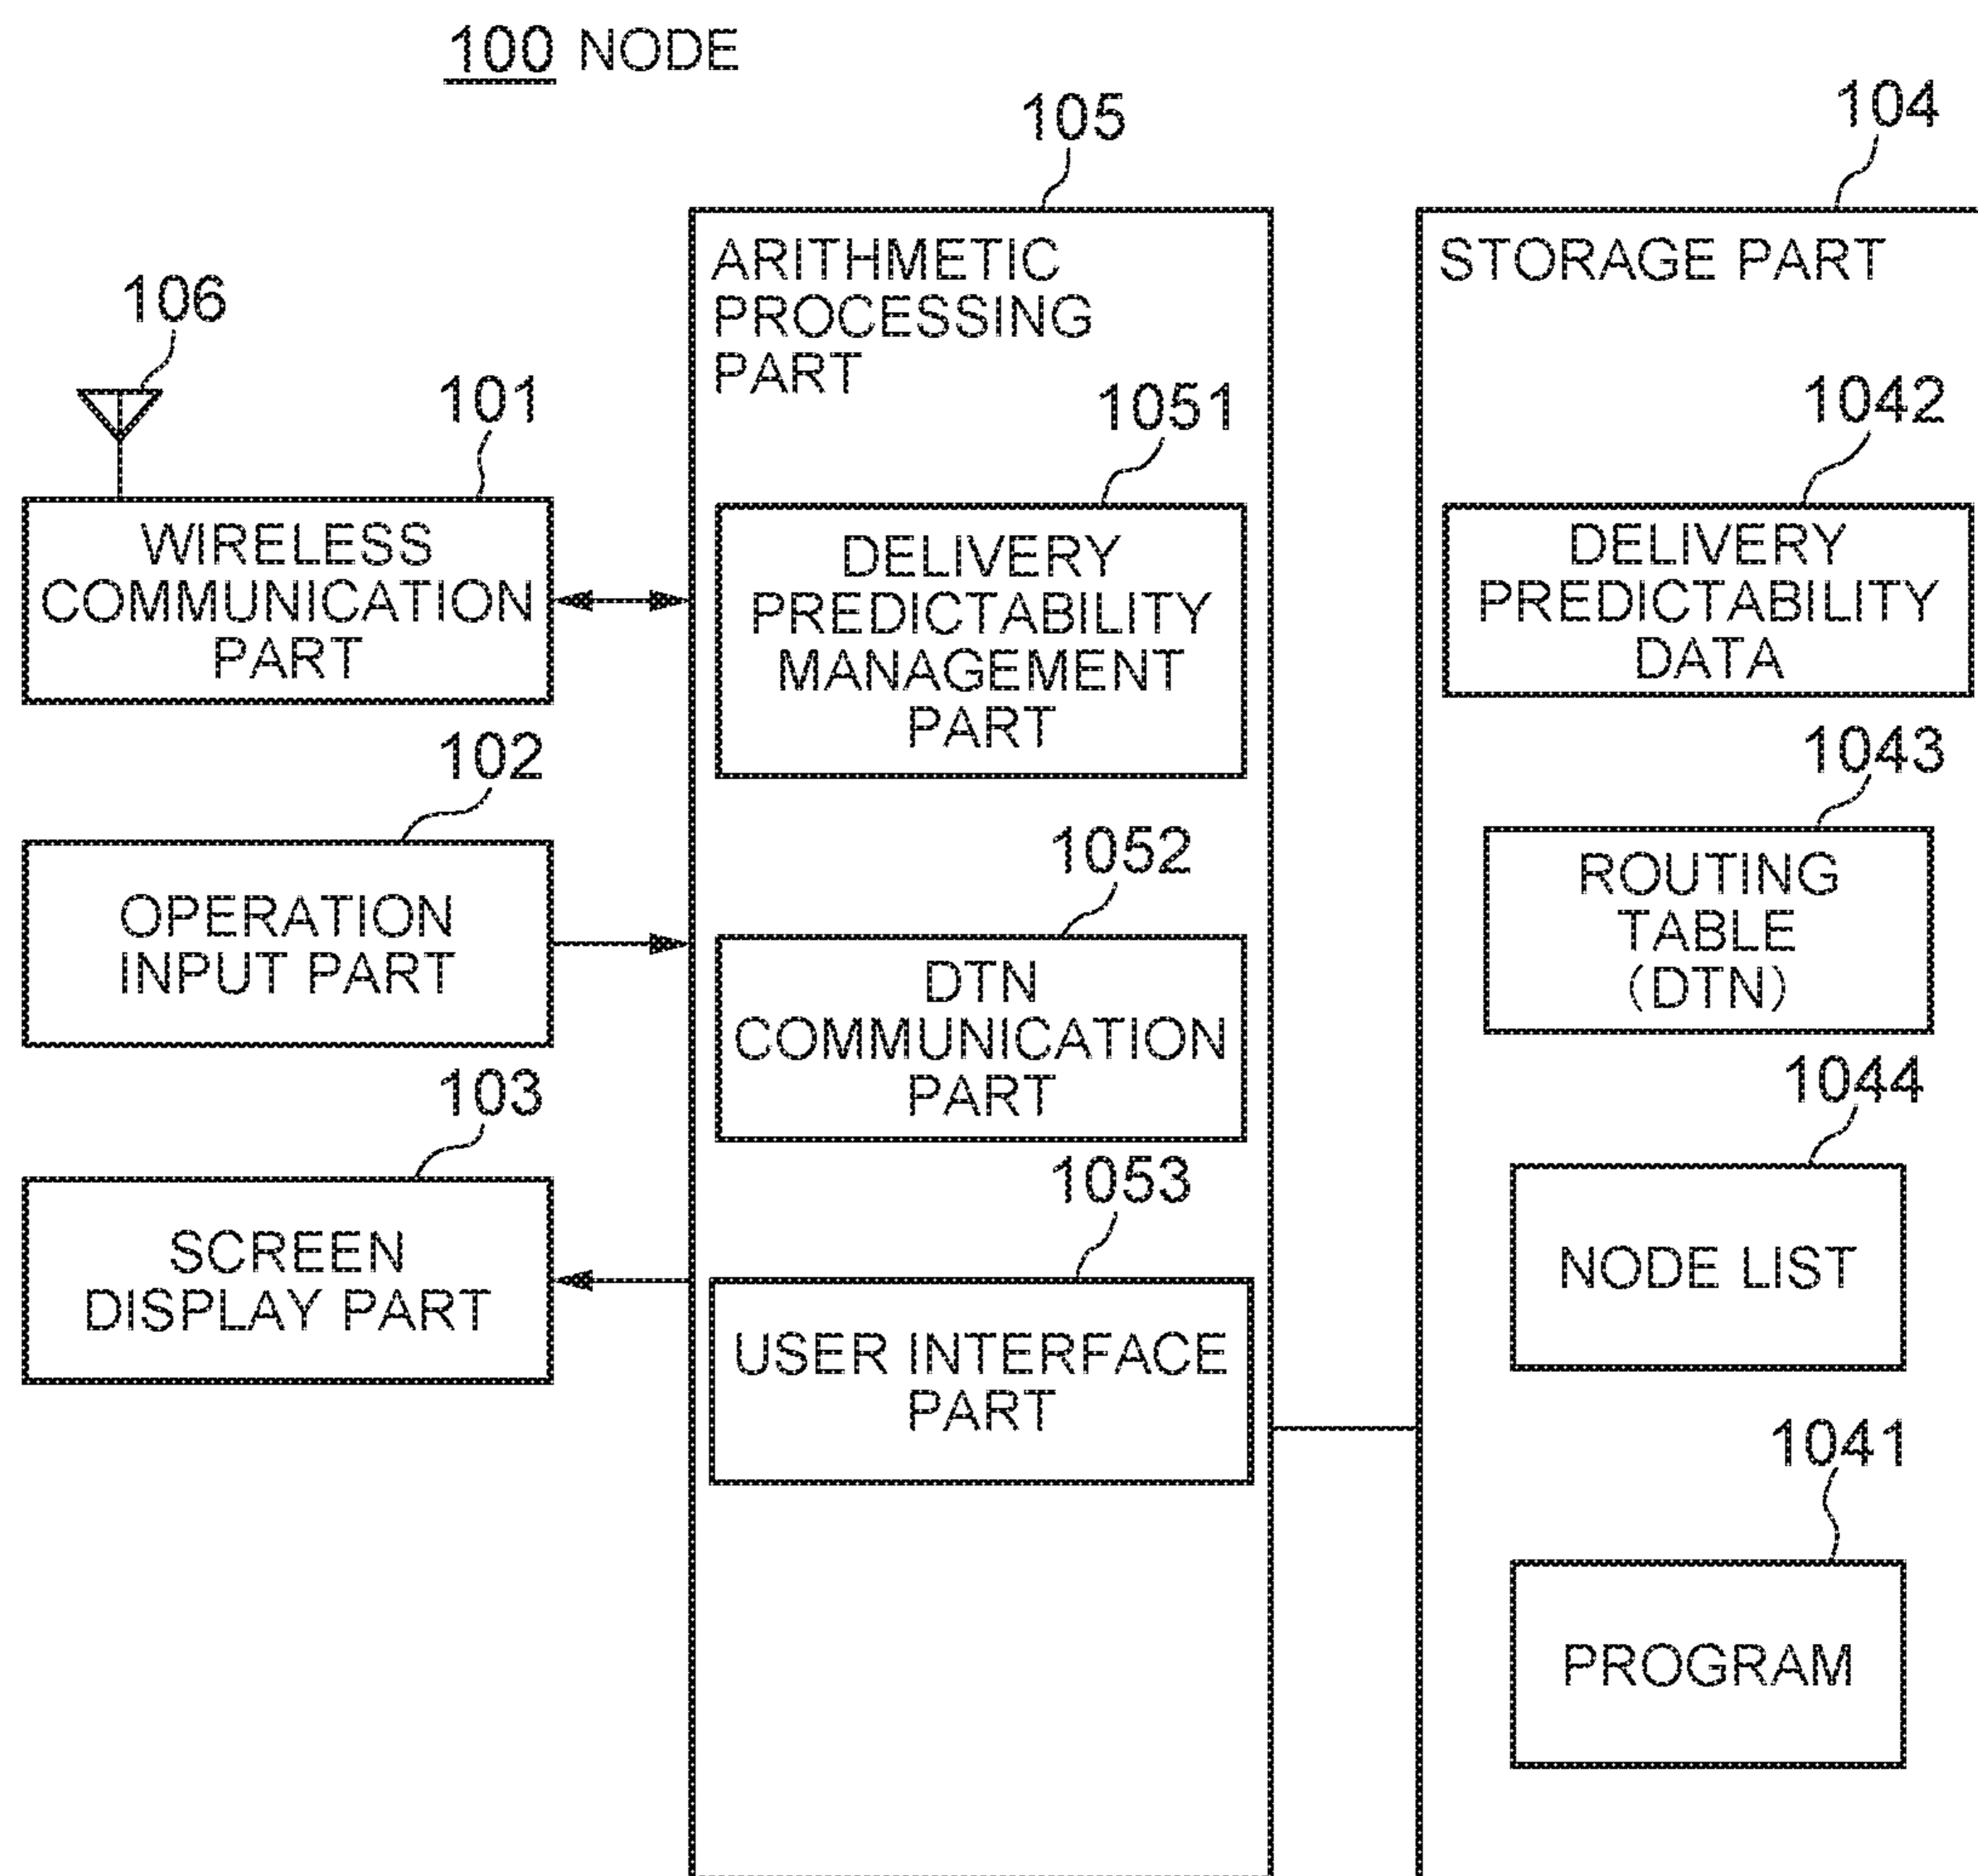 100 NODE
105
104
106
101
ARITHMETIC
PROCESSING
PART
STORAGE PART
1051
1042
WIRELESS
COMMUNICATION
PART
DELIVERY
PREDICTABILITY
MANAGEMENT
PART
DELIVERY
PREDICTABILITY
DATA
102
1043
OPERATION
INPUT PART
1052
DTN
COMMUNICATION
PART
ROUTING
TABLE
(DTN)
103
1044
SCREEN
DISPLAY PART
1053
USER INTERFACE
PART
NODE LIST
1041
PROGRAM